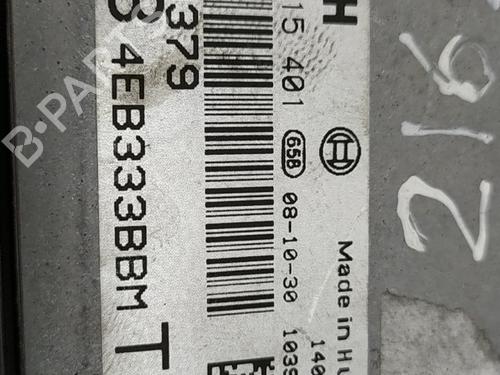 H
15 401
65B 08-10-30 1039
Made in Hu
140
379
B 4EB333BBM T
216
B-PARTS